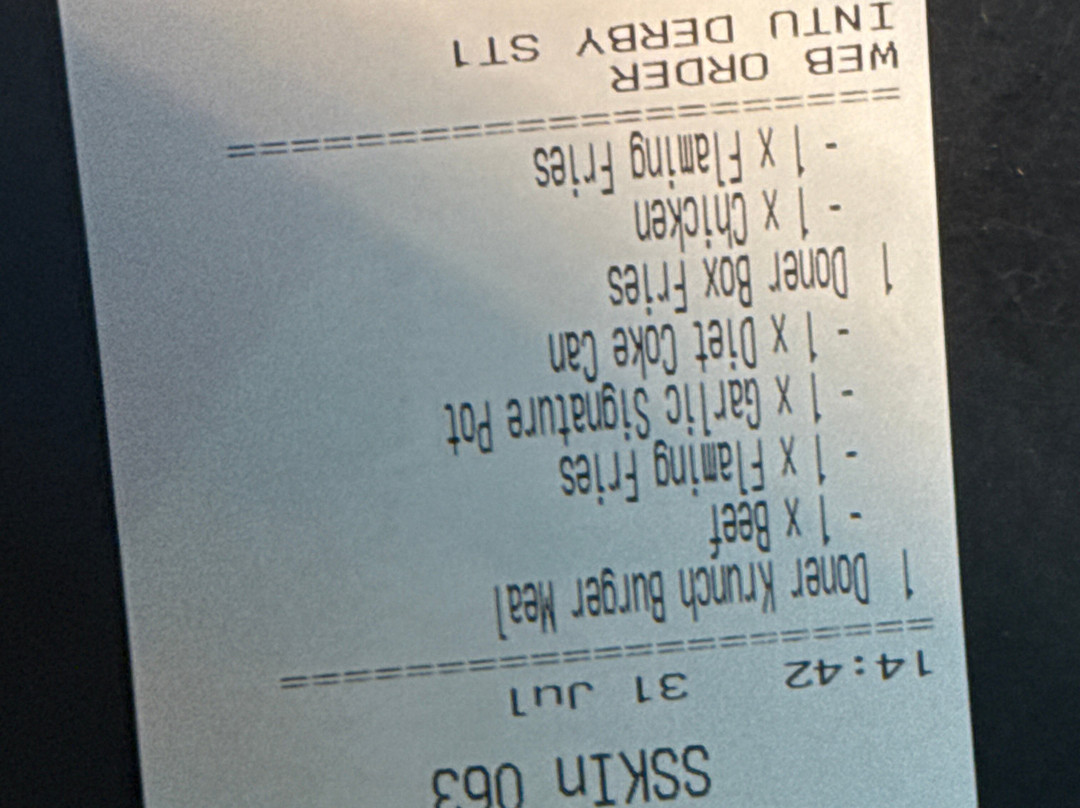 SSKIn 063
14:42 31 Jul
====================
1 Doner Krunch Burger Meal
- 1 x Beef
- 1 x Flaming Fries
- 1 x Garlic Signature Pot
- 1 x Diet Coke Can
1 Doner Box Fries
- 1 x Chicken
- 1 x Flaming Fries
====================
WEB ORDER
INTU DERBY ST1